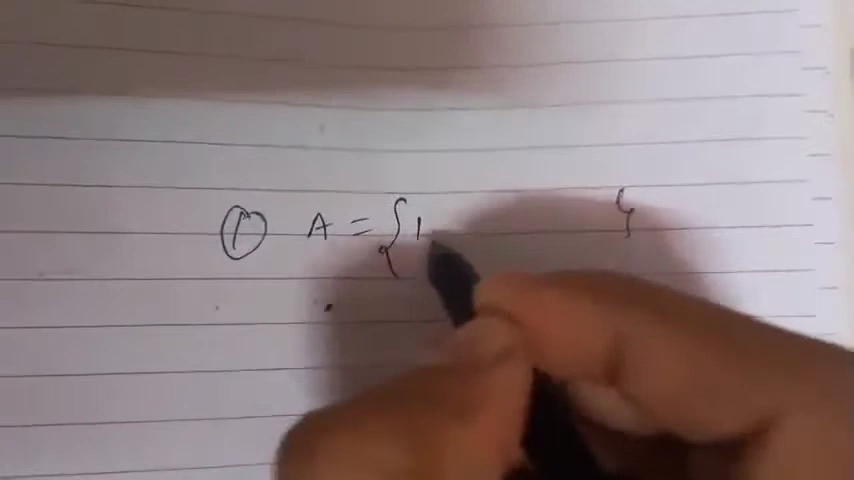 ① A = { 1 }